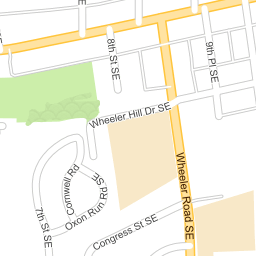 8th St SE
9th Pl SE
Wheeler Hill Dr SE
Wheeler Road SE
Cornwell Rd
Oxon Run Rd SE
7th St SE
Congress St SE